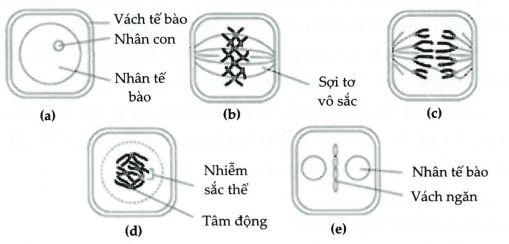 Vách tế bào
Nhân con
Nhân tế
bào
(a)
(b)
Sợi tơ
vô sắc
(c)
Nhiễm
sắc thể
Tâm động
(d)
Nhân tế bào
Vách ngăn
(e)